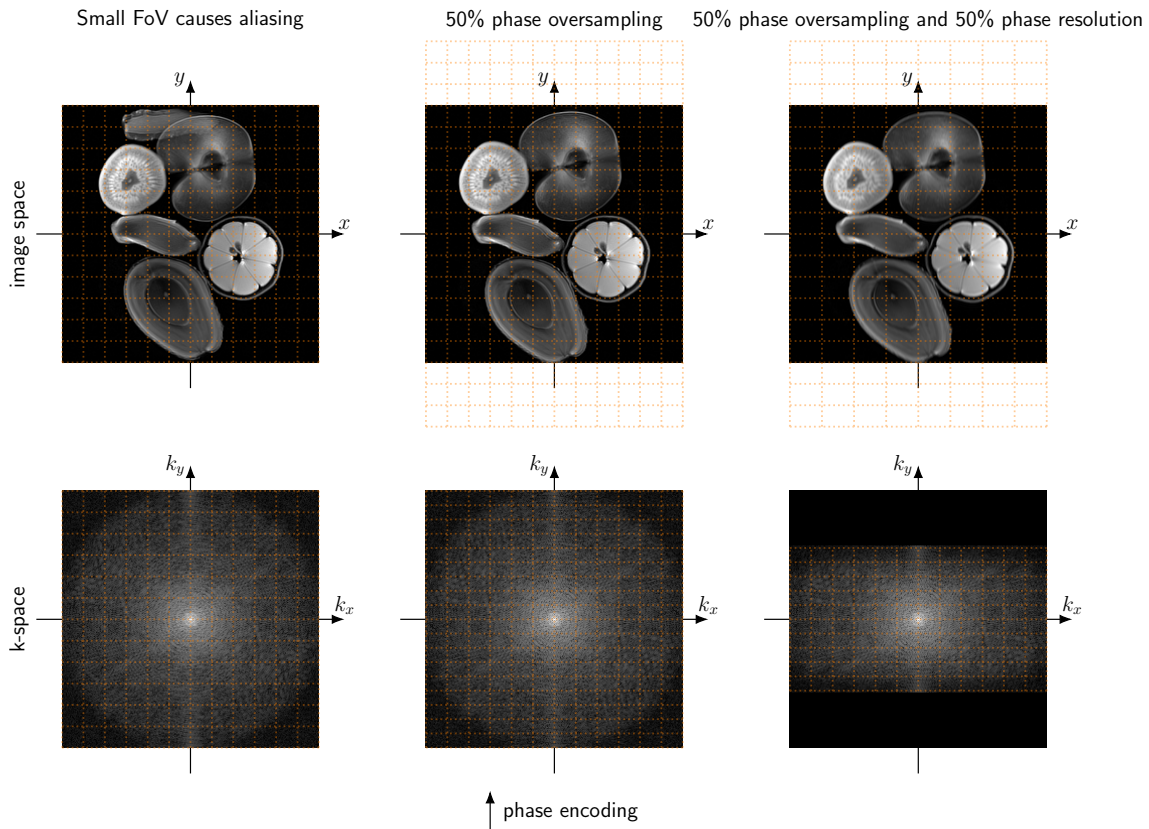 Small FoV causes aliasing
50% phase oversampling
50% phase oversampling and 50% phase resolution
y
y
y
image space
x
x
x
k_y
k_y
k_y
k-space
k_x
k_x
k_x
phase encoding